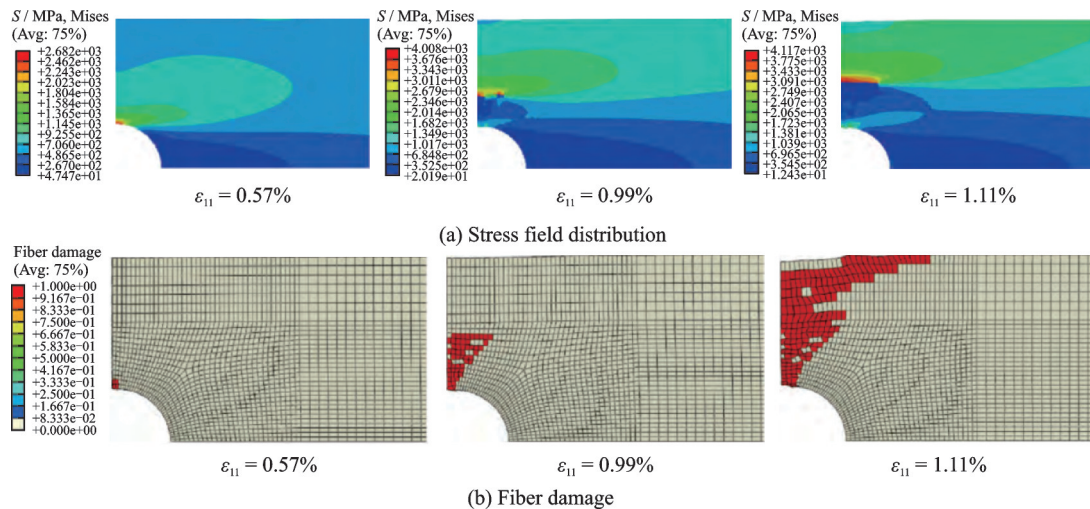 S / MPa, Mises
(Avg: 75%)
+2.682e+03
+2.462e+03
+2.243e+03
+2.023e+03
+1.804e+03
+1.584e+03
+1.365e+03
+1.145e+03
+9.255e+02
+7.060e+02
+4.865e+02
+2.670e+02
+4.747e+01
S / MPa, Mises
(Avg: 75%)
+4.008e+03
+3.676e+03
+3.343e+03
+3.011e+03
+2.679e+03
+2.346e+03
+2.014e+03
+1.682e+03
+1.349e+03
+1.017e+03
+6.848e+02
+3.525e+02
+2.019e+01
S / MPa, Mises
(Avg: 75%)
+4.117e+03
+3.775e+03
+3.433e+03
+3.091e+03
+2.749e+03
+2.407e+03
+2.065e+03
+1.723e+03
+1.381e+03
+1.039e+03
+6.965e+02
+3.545e+02
+1.243e+01
ε₁₁ = 0.57%
ε₁₁ = 0.99%
ε₁₁ = 1.11%
(a) Stress field distribution
Fiber damage
(Avg: 75%)
+1.000e+00
+9.167e−01
+8.333e−01
+7.500e−01
+6.667e−01
+5.833e−01
+5.000e−01
+4.167e−01
+3.333e−01
+2.500e−01
+1.667e−01
+8.333e−02
+0.000e+00
ε₁₁ = 0.57%
ε₁₁ = 0.99%
ε₁₁ = 1.11%
(b) Fiber damage